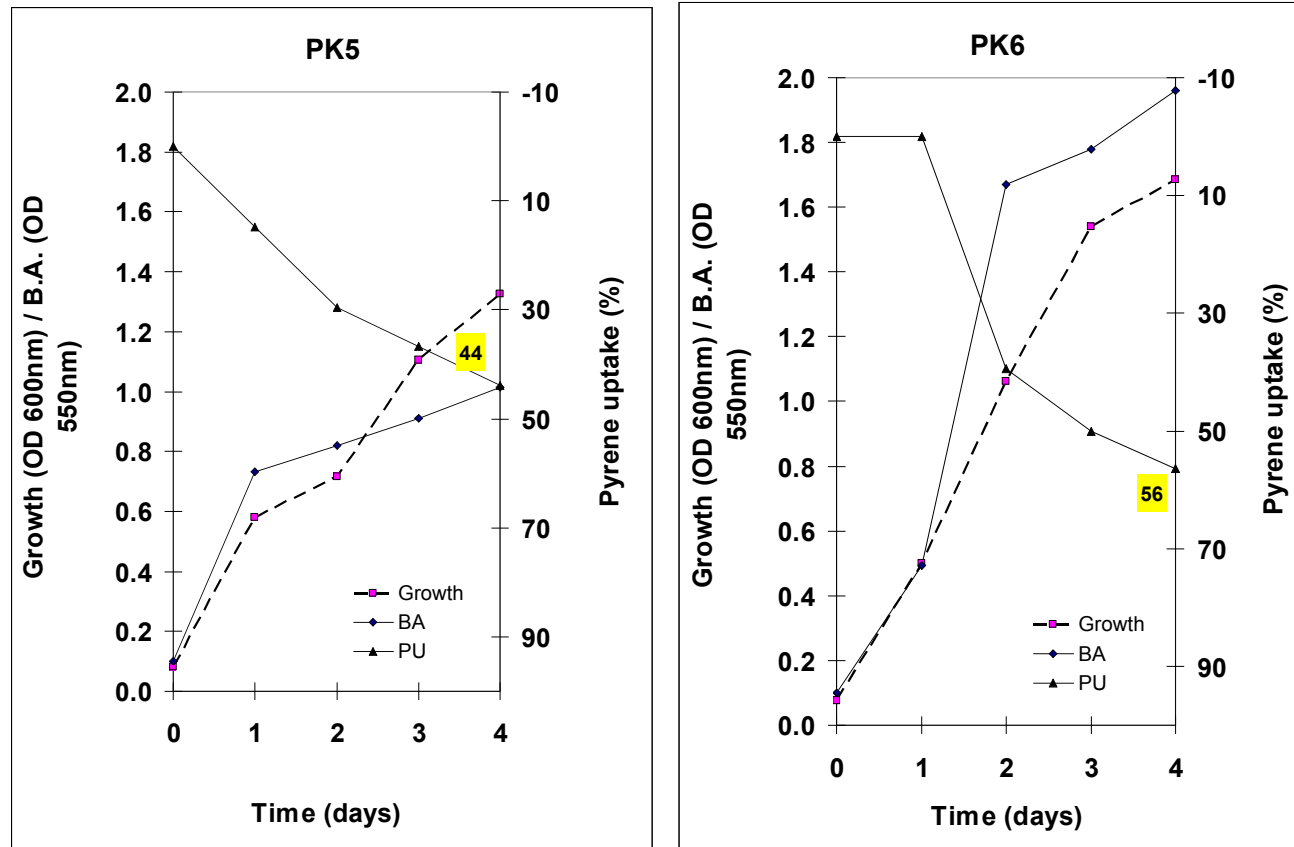 PK5
2.0
1.8
1.6
1.4
1.2
1.0
0.8
0.6
0.4
0.2
0.0
Growth (OD 600nm) / B.A. (OD
550nm)
-10
10
30
50
70
90
Pyrene uptake (%)
44
Growth
BA
PU
0 1 2 3 4
Time (days)
PK6
2.0
1.8
1.6
1.4
1.2
1.0
0.8
0.6
0.4
0.2
0.0
Growth (OD 600nm) / B.A. (OD
550nm)
-10
10
30
50
70
90
Pyrene uptake (%)
56
Growth
BA
PU
0 1 2 3 4
Time (days)